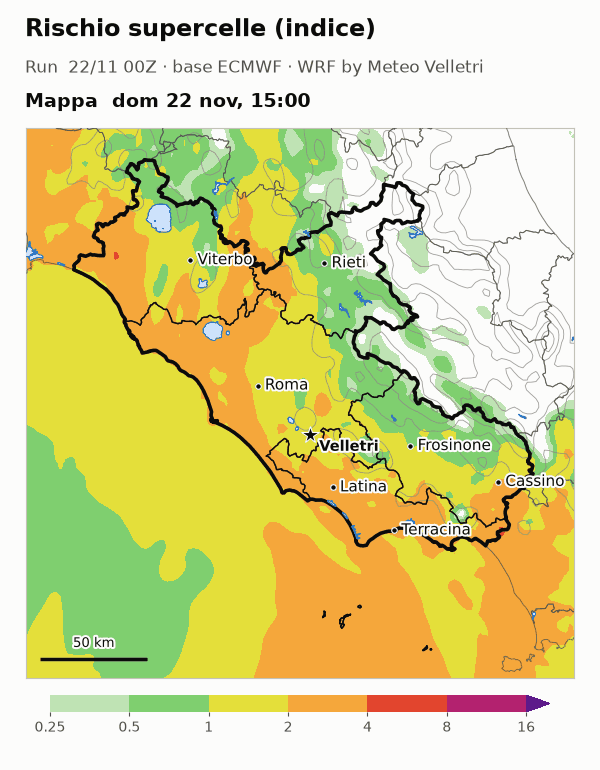 Rischio supercelle (indice)
Run  22/11 00Z · base ECMWF · WRF by Meteo Velletri
Mappa  dom 22 nov, 15:00
Viterbo
Rieti
Roma
Velletri
Frosinone
Cassino
Latina
Terracina
50 km
0.25 0.5 1 2 4 8 16